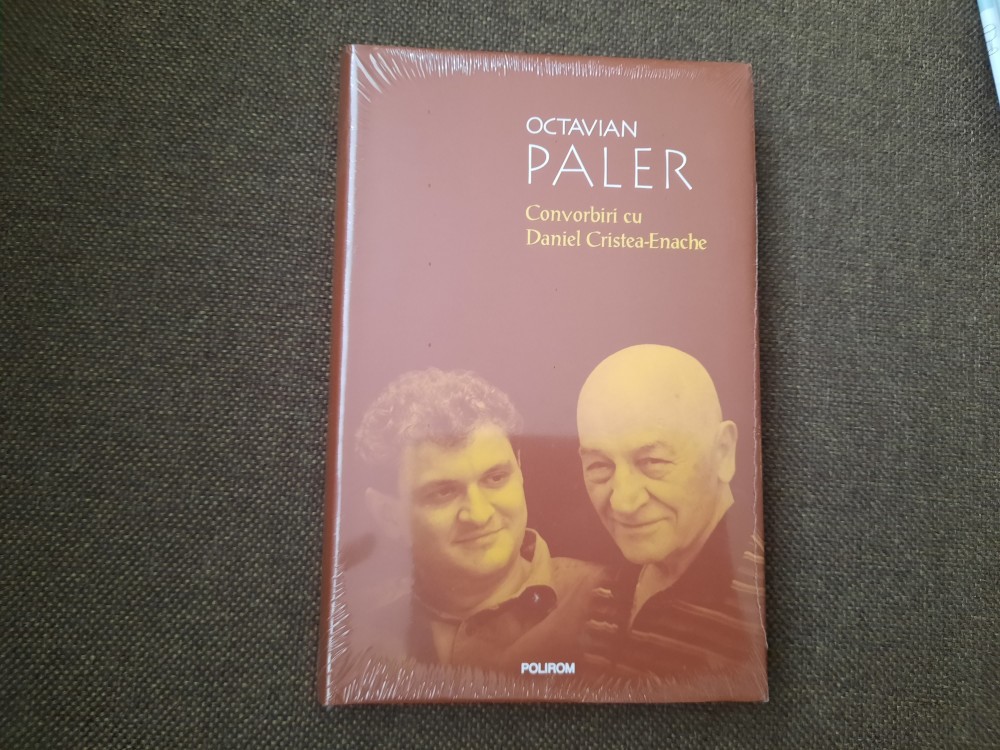 OCTAVIAN
PALER
Convorbiri cu
Daniel Cristea-Enache
POLIROM